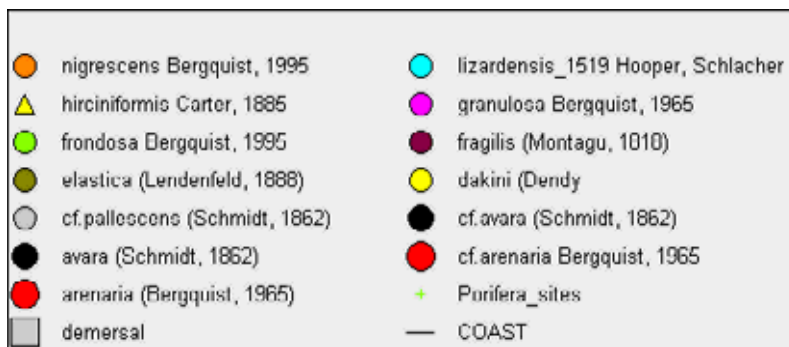 nigrescens Bergquist, 1995
hirciniformis Carter, 1885
frondosa Bergquist, 1995
elastica (Lendenfeld, 1888)
cf.pallescens (Schmidt, 1862)
avara (Schmidt, 1862)
arenaria (Bergquist, 1965)
demersal
lizardensis_1519 Hooper, Schlacher
granulosa Bergquist, 1965
fragilis (Montagu, 1818)
dakini (Dendy
cf.avara (Schmidt, 1862)
cf.arenaria Bergquist, 1965
Porifera_sites
COAST